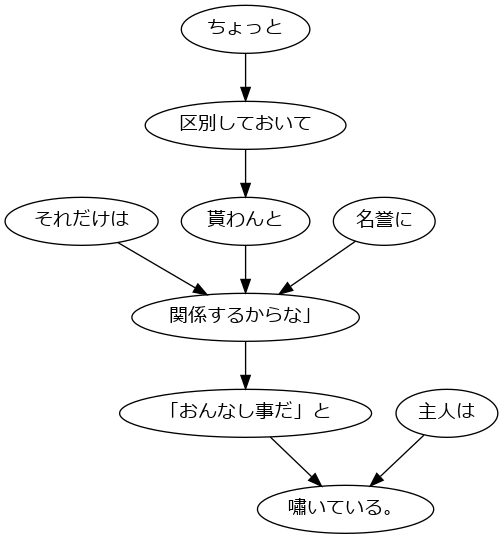 ちょっと
区別しておいて
それだけは
貰わんと
名誉に
関係するからな」
「おんなし事だ」と
主人は
嘯いている。